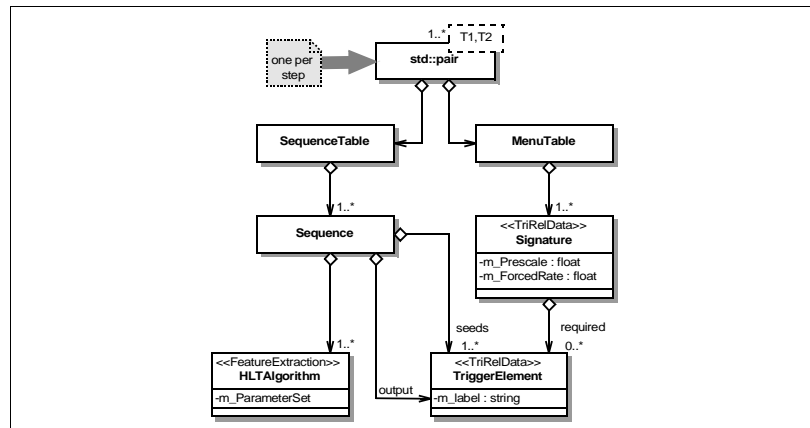 1..*
T1,T2
one per
step
std::pair
SequenceTable
MenuTable
1..*
1..*
Sequence
<<TriRelData>>
Signature
-m_Prescale : float
-m_ForcedRate : float
seeds
required
1..*
1..*
0..*
<<FeatureExtraction>>
HLTAlgorithm
-m_ParameterSet
output
<<TriRelData>>
TriggerElement
-m_label : string